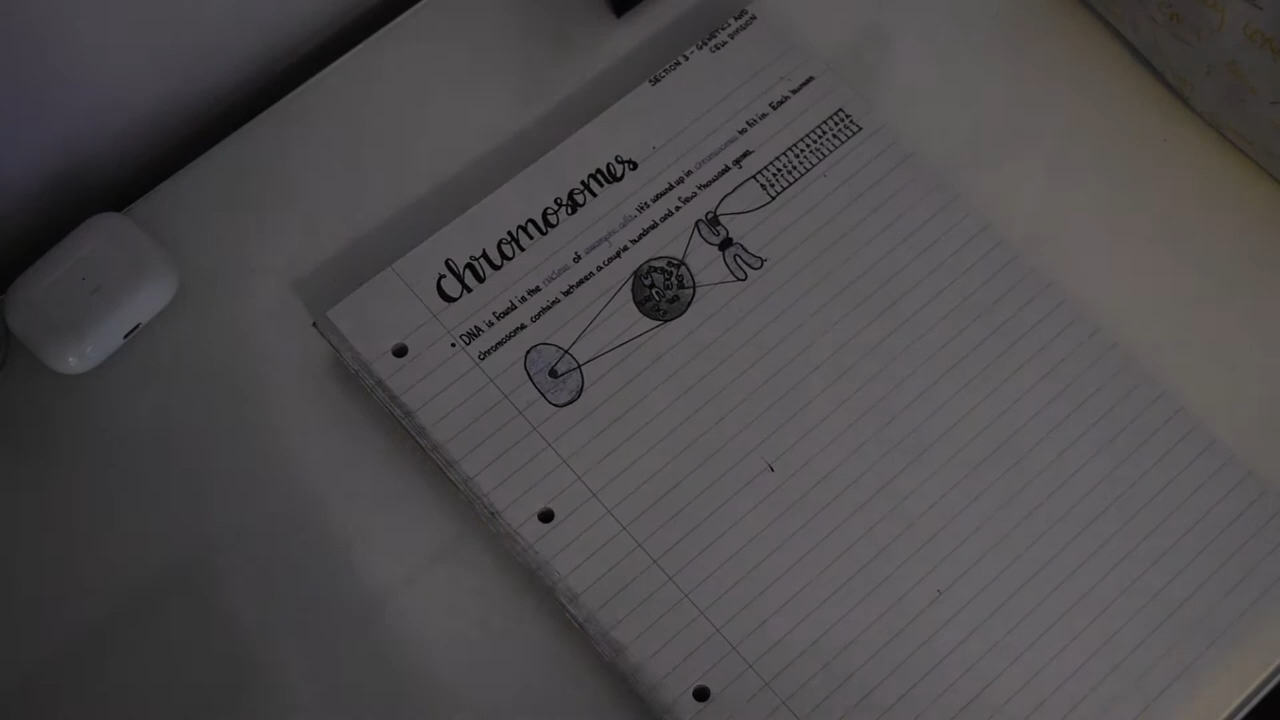 SECTION 3 - GENETICS AND
CELL DIVISION
chromosomes
• DNA is found in the nucleus of eukaryotic cells. It's wound up in chromosomes to fit in. Each human
chromosome contains between a couple hundred and a few thousand genes.